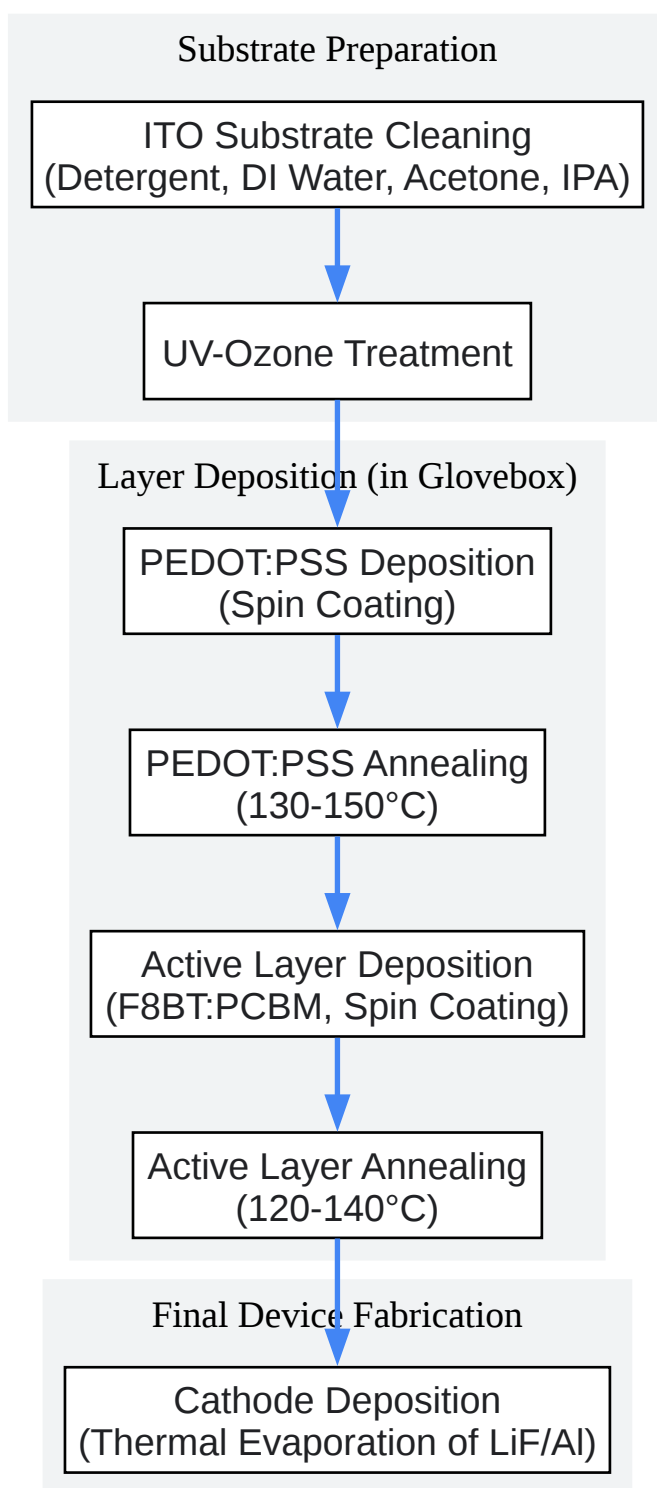 Substrate Preparation
ITO Substrate Cleaning
(Detergent, DI Water, Acetone, IPA)
UV-Ozone Treatment
Layer Deposition (in Glovebox)
PEDOT:PSS Deposition
(Spin Coating)
PEDOT:PSS Annealing
(130-150°C)
Active Layer Deposition
(F8BT:PCBM, Spin Coating)
Active Layer Annealing
(120-140°C)
Final Device Fabrication
Cathode Deposition
(Thermal Evaporation of LiF/Al)